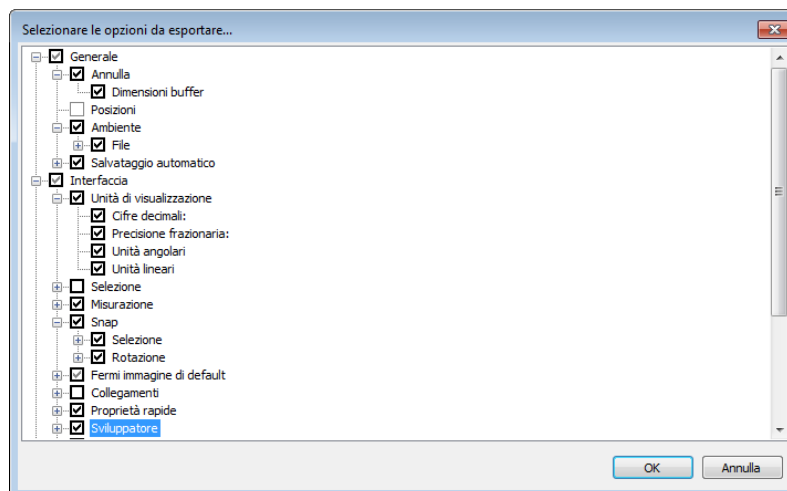 Selezionare le opzioni da esportare...
Generale
Annulla
Dimensioni buffer
Posizioni
Ambiente
File
Salvataggio automatico
Interfaccia
Unità di visualizzazione
Cifre decimali:
Precisione frazionaria:
Unità angolari
Unità lineari
Selezione
Misurazione
Snap
Selezione
Rotazione
Fermi immagine di default
Collegamenti
Proprietà rapide
Sviluppatore
OK Annulla